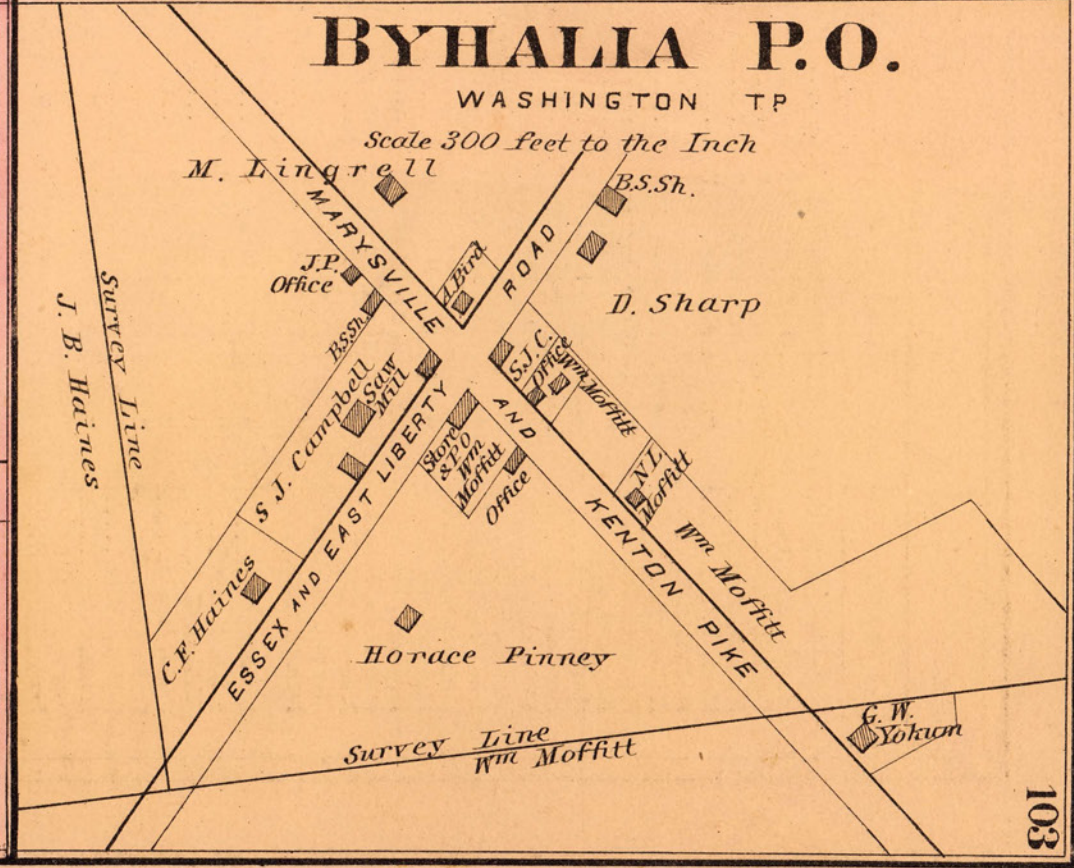 BYHALIA P.O.
WASHINGTON TP
Scale 300 feet to the Inch
M. Lingrell
B.S.Sh.
MARYSVILLE
ROAD
A. Bird
J.P.
Office
D. Sharp
B.S.Sh.
Survey Line
J. B. Haines
S J. Campbell
Saw
Mill
S.J.C.
Office
Wm Moffitt
AND
Store
& P.O
Wm
Moffitt
Office
N L
Moffitt
ESSEX AND EAST LIBERTY
KENTON PIKE
Wm Moffitt
C.F. Haines
Horace Pinney
G. W.
Yokum
Survey Line
Wm Moffitt
103